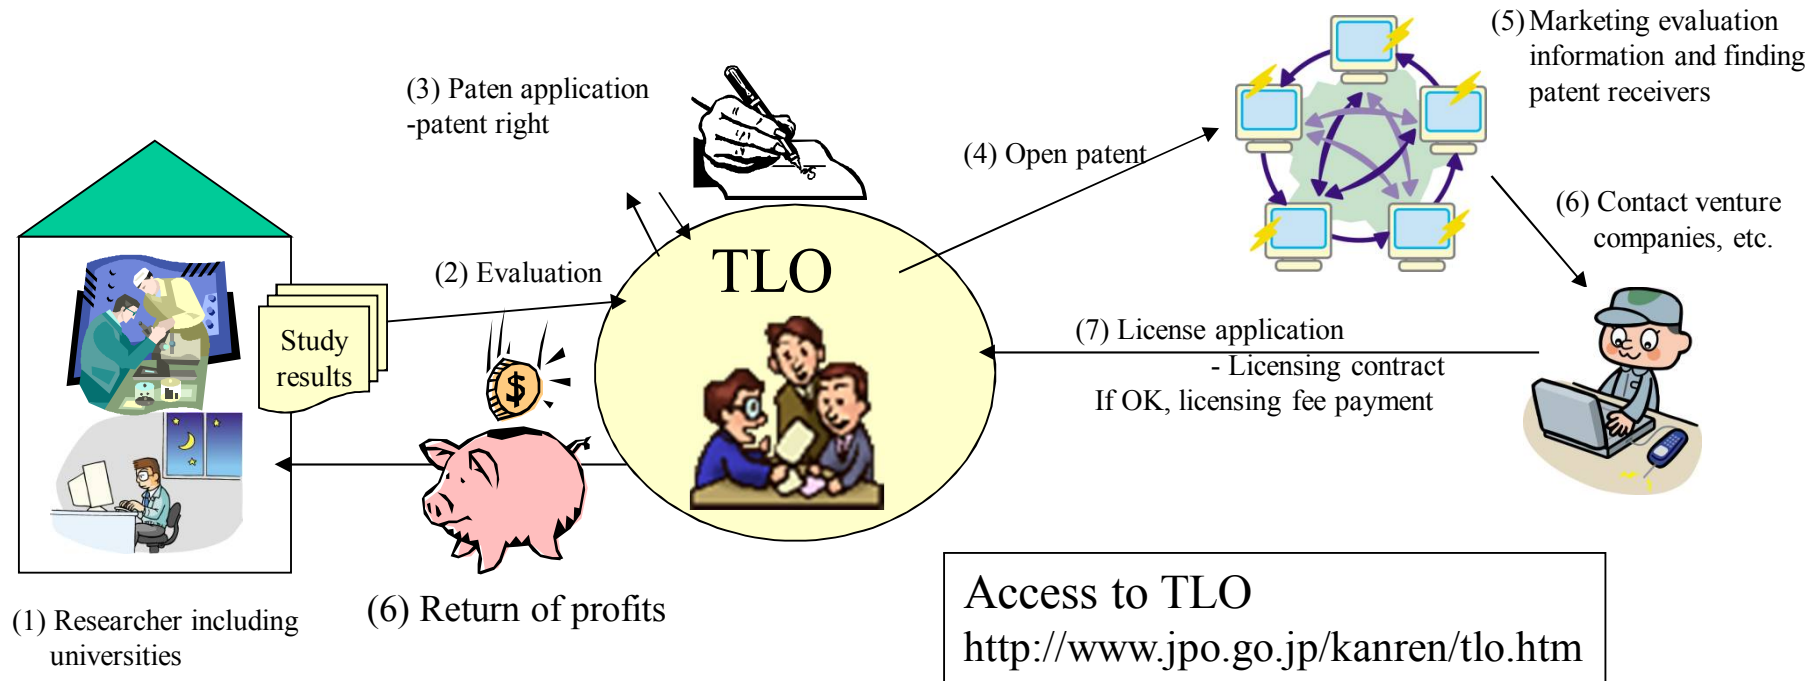 (5) Marketing evaluation
information and finding
patent receivers
(3) Paten application
-patent right
(4) Open patent
(6) Contact venture
companies, etc.
(2) Evaluation
TLO
Study
results
$
(7) License application
- Licensing contract
If OK, licensing fee payment
(6) Return of profits
(1) Researcher including
universities
Access to TLO
http://www.jpo.go.jp/kanren/tlo.htm